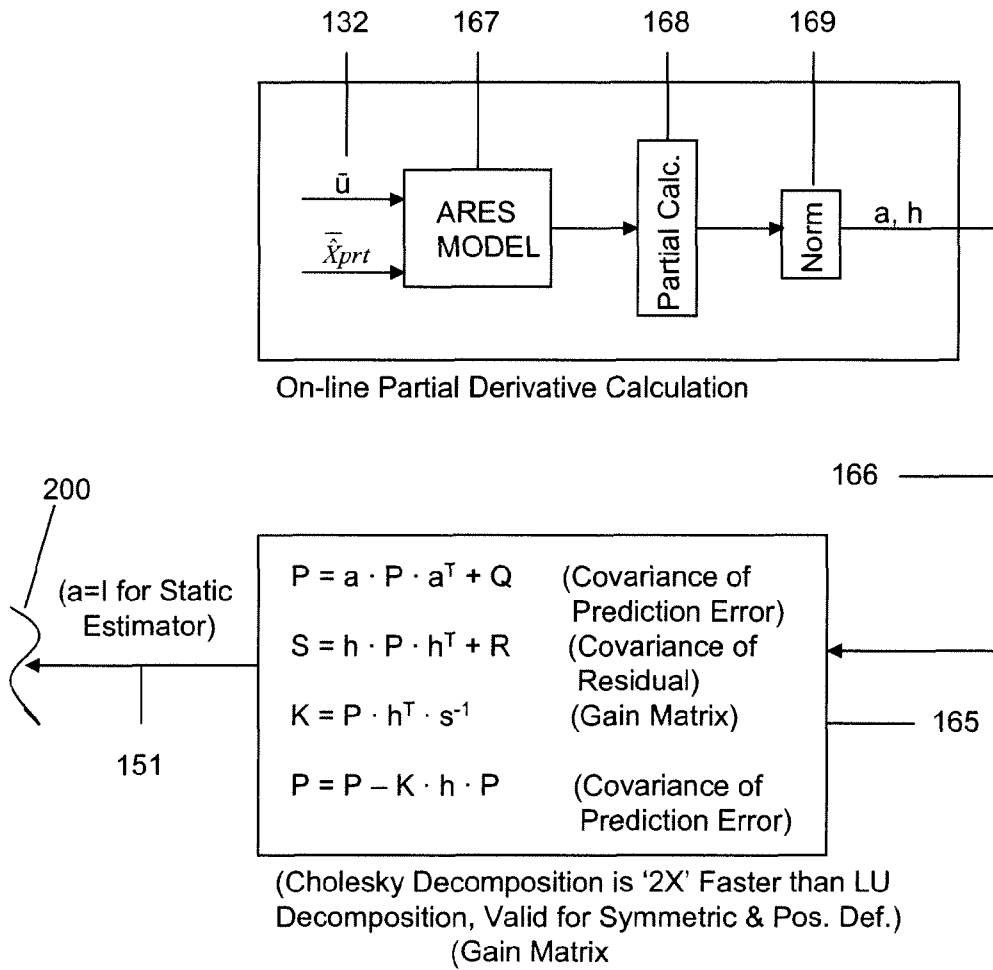 132 167 168 169
ū
X̄̂prt
ARES
MODEL
Partial Calc.
Norm
a, h
On-line Partial Derivative Calculation
166
200
(a=I for Static
Estimator)
151
P = a · P · aᵀ + Q (Covariance of
Prediction Error)
S = h · P · hᵀ + R (Covariance of
Residual)
K = P · hᵀ · s⁻¹ (Gain Matrix)
P = P – K · h · P (Covariance of
Prediction Error)
165
(Cholesky Decomposition is ‘2X’ Faster than LU
Decomposition, Valid for Symmetric & Pos. Def.)
(Gain Matrix